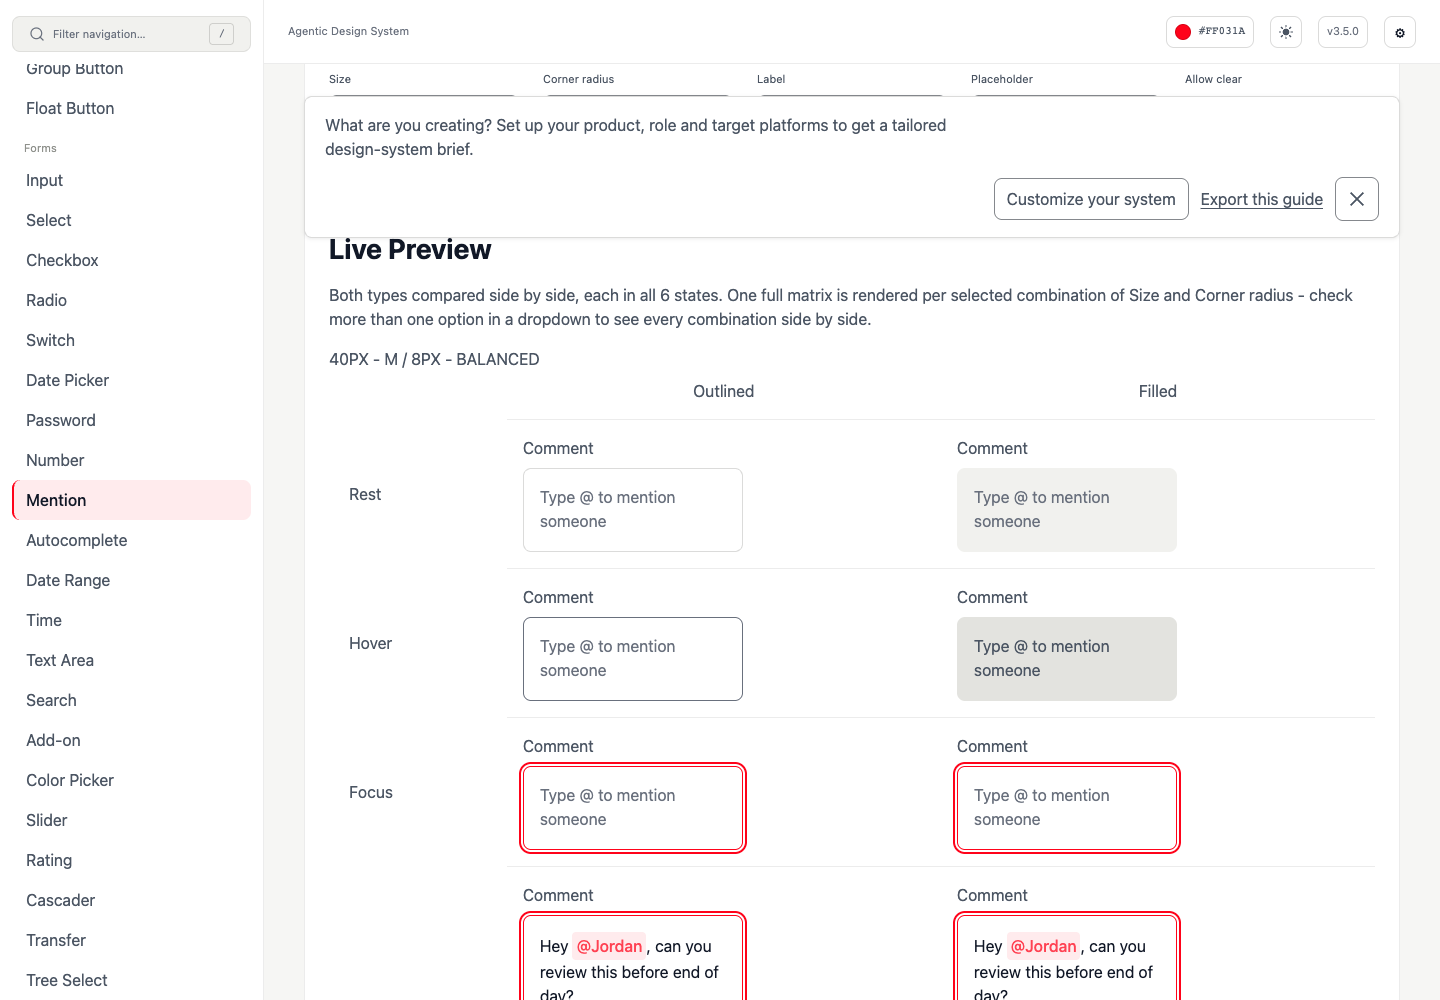 Filter navigation...
/
Group Button
Float Button
Forms
Input
Select
Checkbox
Radio
Switch
Date Picker
Password
Number
Mention
Autocomplete
Date Range
Time
Text Area
Search
Add-on
Color Picker
Slider
Rating
Cascader
Transfer
Tree Select
Agentic Design System
#FF031A
v3.5.0
Size
Corner radius
Label
Placeholder
Allow clear
What are you creating? Set up your product, role and target platforms to get a tailored
design-system brief.
Customize your system
Export this guide
Live Preview
Both types compared side by side, each in all 6 states. One full matrix is rendered per selected combination of Size and Corner radius - check
more than one option in a dropdown to see every combination side by side.
40PX - M / 8PX - BALANCED
Outlined
Filled
Rest
Comment
Type @ to mention
someone
Comment
Type @ to mention
someone
Hover
Comment
Type @ to mention
someone
Comment
Type @ to mention
someone
Focus
Comment
Type @ to mention
someone
Comment
Type @ to mention
someone
Comment
Hey @Jordan, can you
review this before end of
day?
Comment
Hey @Jordan, can you
review this before end of
day?